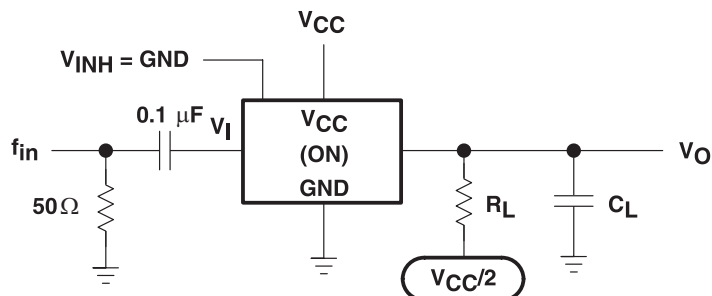 VCC
VINH = GND
0.1 μF
VI
fin
VCC
(ON)
GND
VO
50Ω
RL
CL
VCC/2